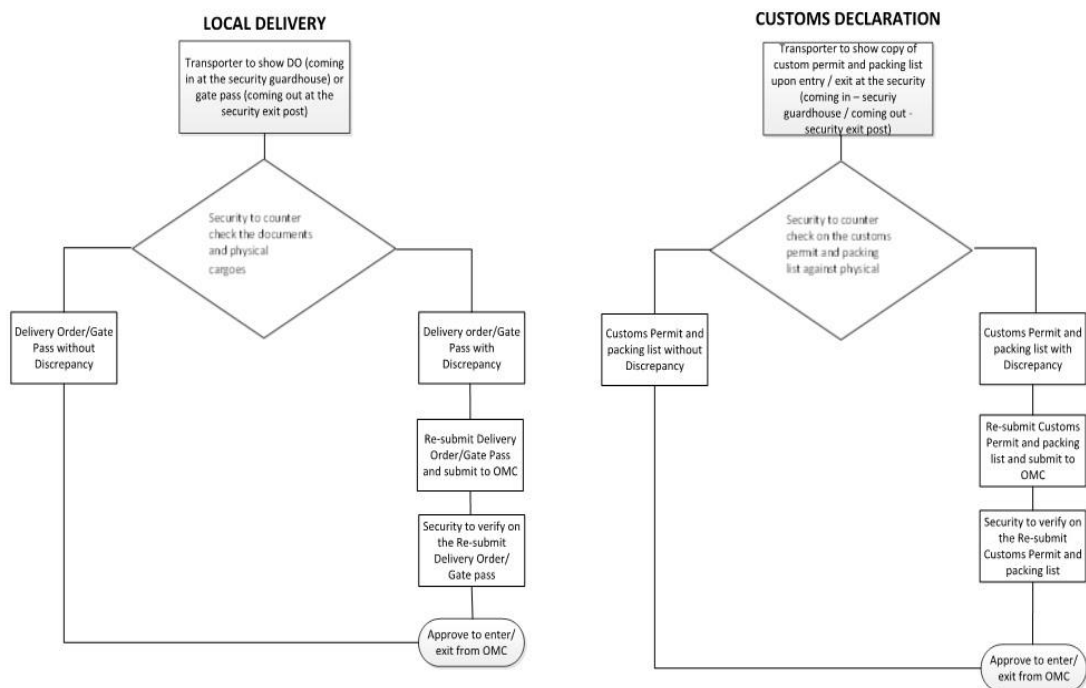 LOCAL DELIVERY
Transporter to show DO (coming
in at the security guardhouse) or
gate pass (coming out at the
security exit post)
Security to counter
check the documents
and physical
cargoes
Delivery Order/Gate
Pass without
Discrepancy
Delivery order/Gate
Pass with
Discrepancy
Re-submit Delivery
Order/Gate Pass
and submit to OMC
Security to verify on
the Re-submit
Delivery Order/
Gate pass
Approve to enter/
exit from OMC
CUSTOMS DECLARATION
Transporter to show copy of
custom permit and packing list
upon entry / exit at the security
(coming in – securiy
guardhouse / coming out -
security exit post)
Security to counter
check on the customs
permit and packing
list against physical
Customs Permit and
packing list without
Discrepancy
Customs Permit and
packing list with
Discrepancy
Re-submit Customs
Permit and packing
list and submit to
OMC
Security to verify on
the Re-submit
Customs Permit and
packing list
Approve to enter/
exit from OMC